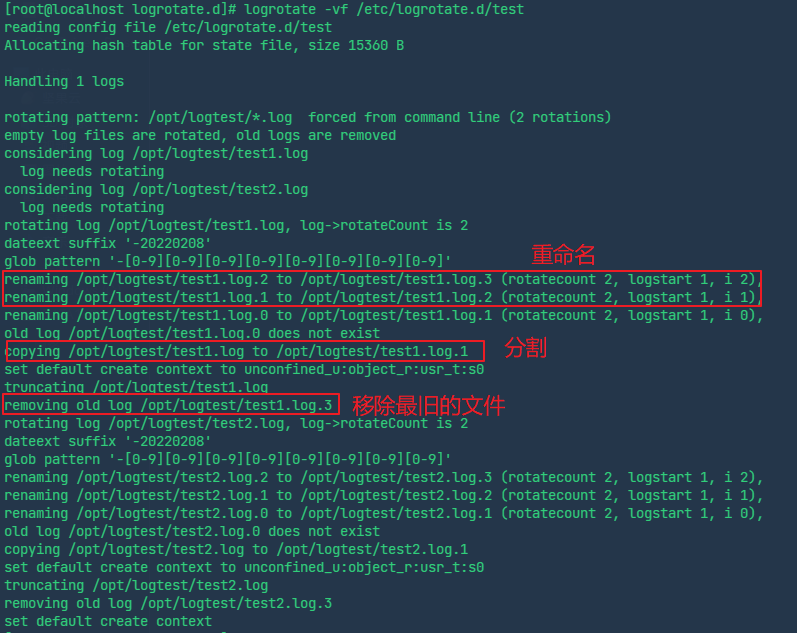 [root@localhost logrotate.d]# logrotate -vf /etc/logrotate.d/test
reading config file /etc/logrotate.d/test
Allocating hash table for state file, size 15360 B
Handling 1 logs
rotating pattern: /opt/logtest/*.log  forced from command line (2 rotations)
empty log files are rotated, old logs are removed
considering log /opt/logtest/test1.log
  log needs rotating
considering log /opt/logtest/test2.log
  log needs rotating
rotating log /opt/logtest/test1.log, log->rotateCount is 2
dateext suffix '-20220208'
glob pattern '-[0-9][0-9][0-9][0-9][0-9][0-9][0-9][0-9]'
重命名
renaming /opt/logtest/test1.log.2 to /opt/logtest/test1.log.3 (rotatecount 2, logstart 1, i 2),
renaming /opt/logtest/test1.log.1 to /opt/logtest/test1.log.2 (rotatecount 2, logstart 1, i 1),
renaming /opt/logtest/test1.log.0 to /opt/logtest/test1.log.1 (rotatecount 2, logstart 1, i 0),
old log /opt/logtest/test1.log.0 does not exist
copying /opt/logtest/test1.log to /opt/logtest/test1.log.1
分割
set default create context to unconfined_u:object_r:usr_t:s0
truncating /opt/logtest/test1.log
removing old log /opt/logtest/test1.log.3
移除最旧的文件
rotating log /opt/logtest/test2.log, log->rotateCount is 2
dateext suffix '-20220208'
glob pattern '-[0-9][0-9][0-9][0-9][0-9][0-9][0-9][0-9]'
renaming /opt/logtest/test2.log.2 to /opt/logtest/test2.log.3 (rotatecount 2, logstart 1, i 2),
renaming /opt/logtest/test2.log.1 to /opt/logtest/test2.log.2 (rotatecount 2, logstart 1, i 1),
renaming /opt/logtest/test2.log.0 to /opt/logtest/test2.log.1 (rotatecount 2, logstart 1, i 0),
old log /opt/logtest/test2.log.0 does not exist
copying /opt/logtest/test2.log to /opt/logtest/test2.log.1
set default create context to unconfined_u:object_r:usr_t:s0
truncating /opt/logtest/test2.log
removing old log /opt/logtest/test2.log.3
set default create context